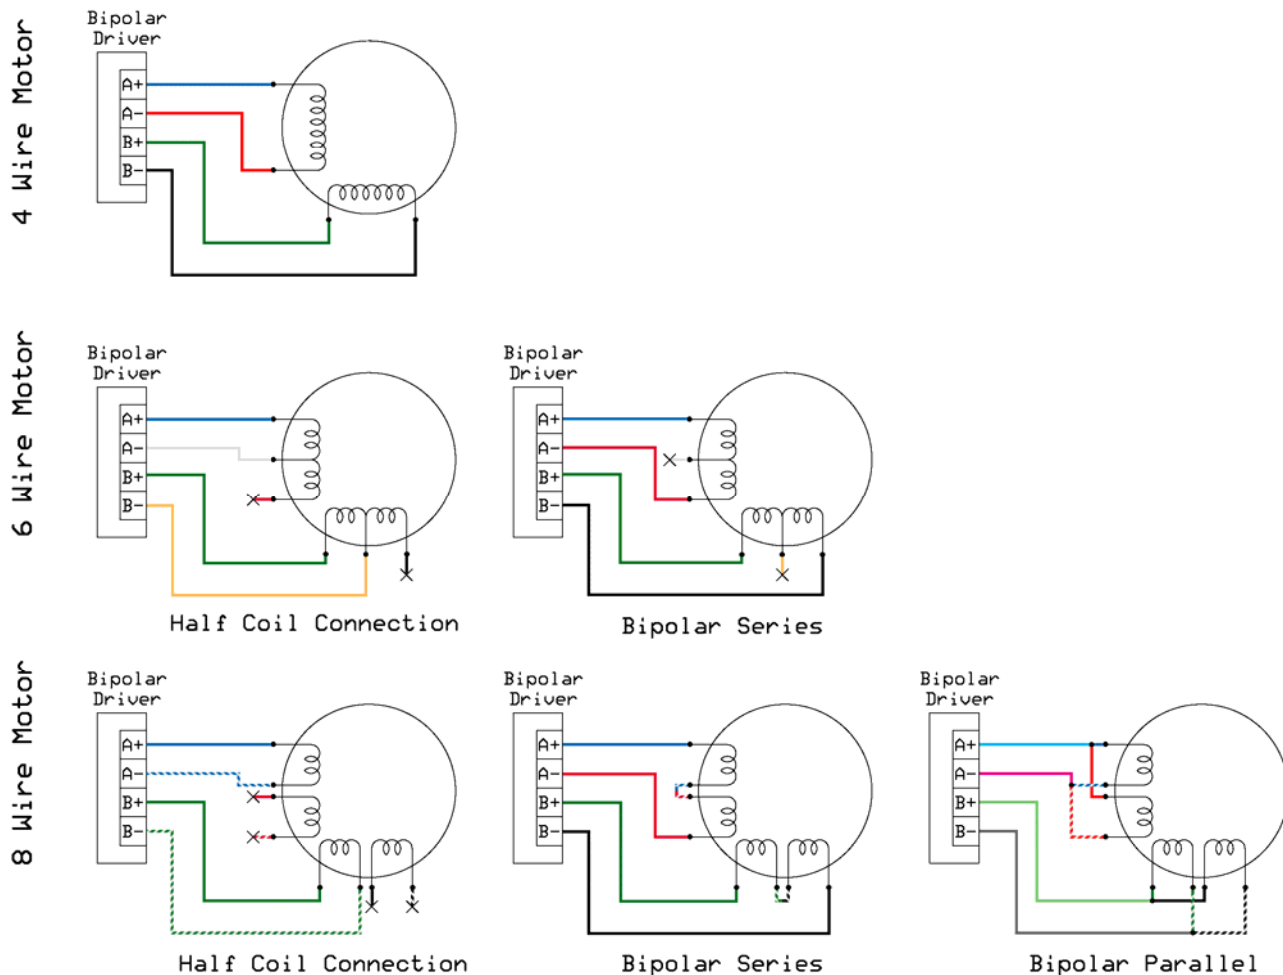 4 Wire Motor
Bipolar
Driver
A+
A-
B+
B-
6 Wire Motor
Bipolar
Driver
A+
A-
B+
B-
Half Coil Connection
Bipolar
Driver
A+
A-
B+
B-
Bipolar Series
8 Wire Motor
Bipolar
Driver
A+
A-
B+
B-
Half Coil Connection
Bipolar
Driver
A+
A-
B+
B-
Bipolar Series
Bipolar
Driver
A+
A-
B+
B-
Bipolar Parallel